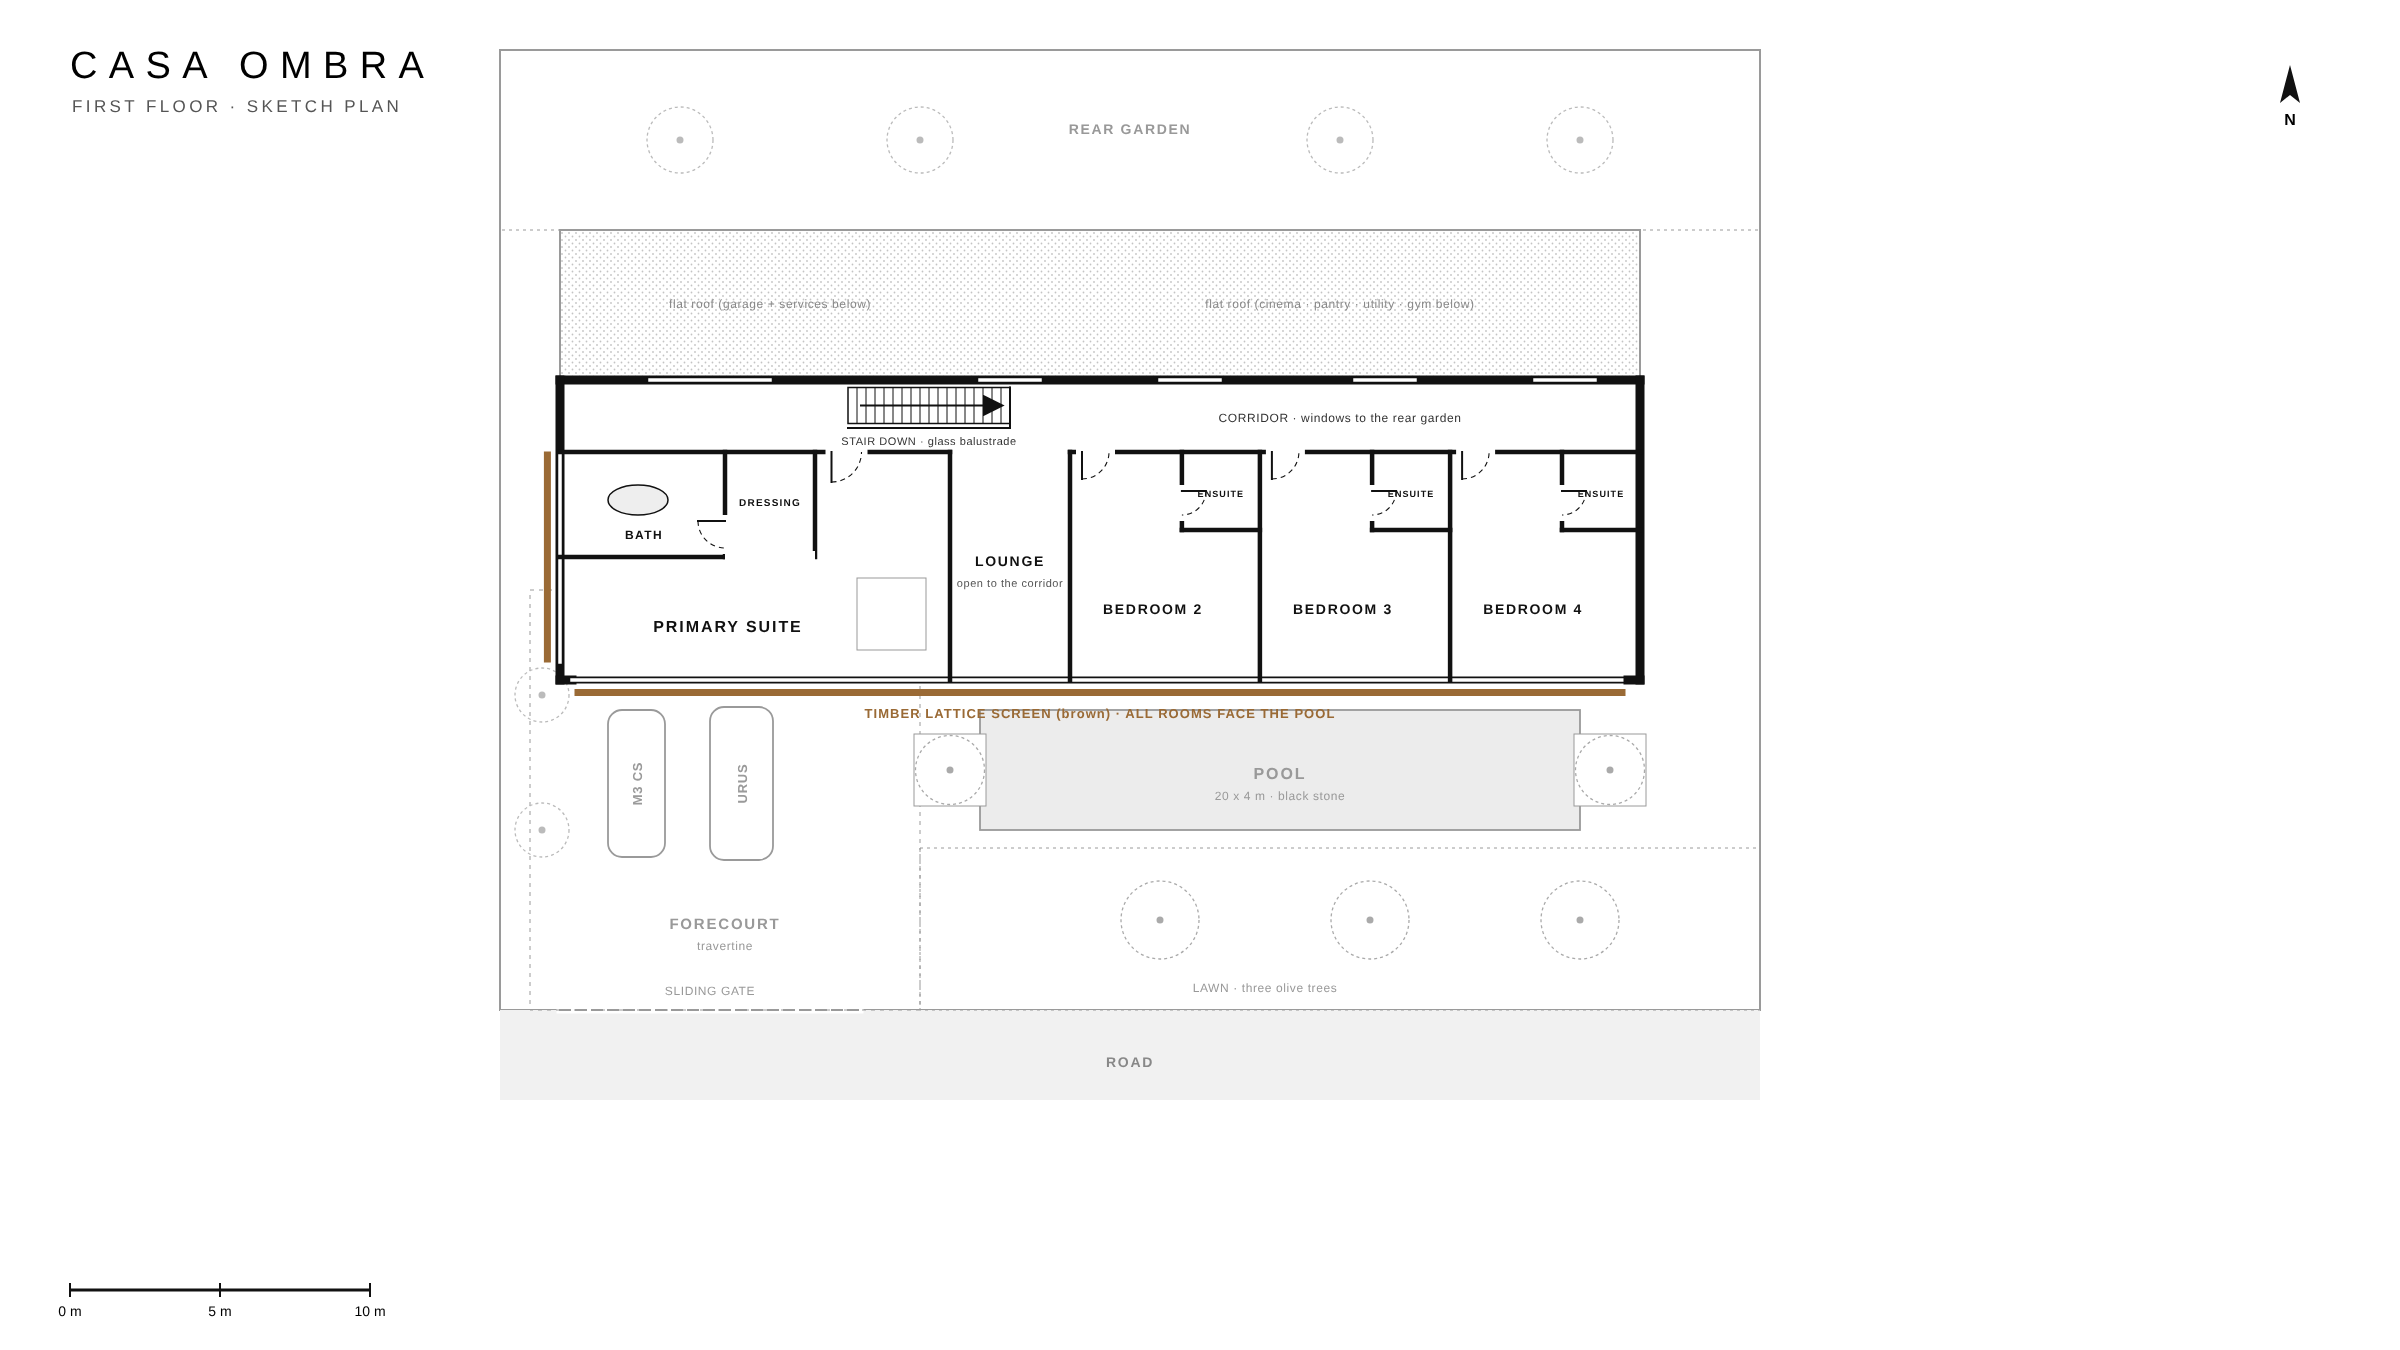 CASA OMBRA
FIRST FLOOR · SKETCH PLAN
N
REAR GARDEN
flat roof (garage + services below)
flat roof (cinema · pantry · utility · gym below)
CORRIDOR · windows to the rear garden
STAIR DOWN · glass balustrade
BATH
DRESSING
ENSUITE
ENSUITE
ENSUITE
LOUNGE
open to the corridor
PRIMARY SUITE
BEDROOM 2
BEDROOM 3
BEDROOM 4
TIMBER LATTICE SCREEN (brown) · ALL ROOMS FACE THE POOL
M3 CS
URUS
POOL
20 x 4 m · black stone
FORECOURT
travertine
SLIDING GATE
LAWN · three olive trees
ROAD
0 m
5 m
10 m